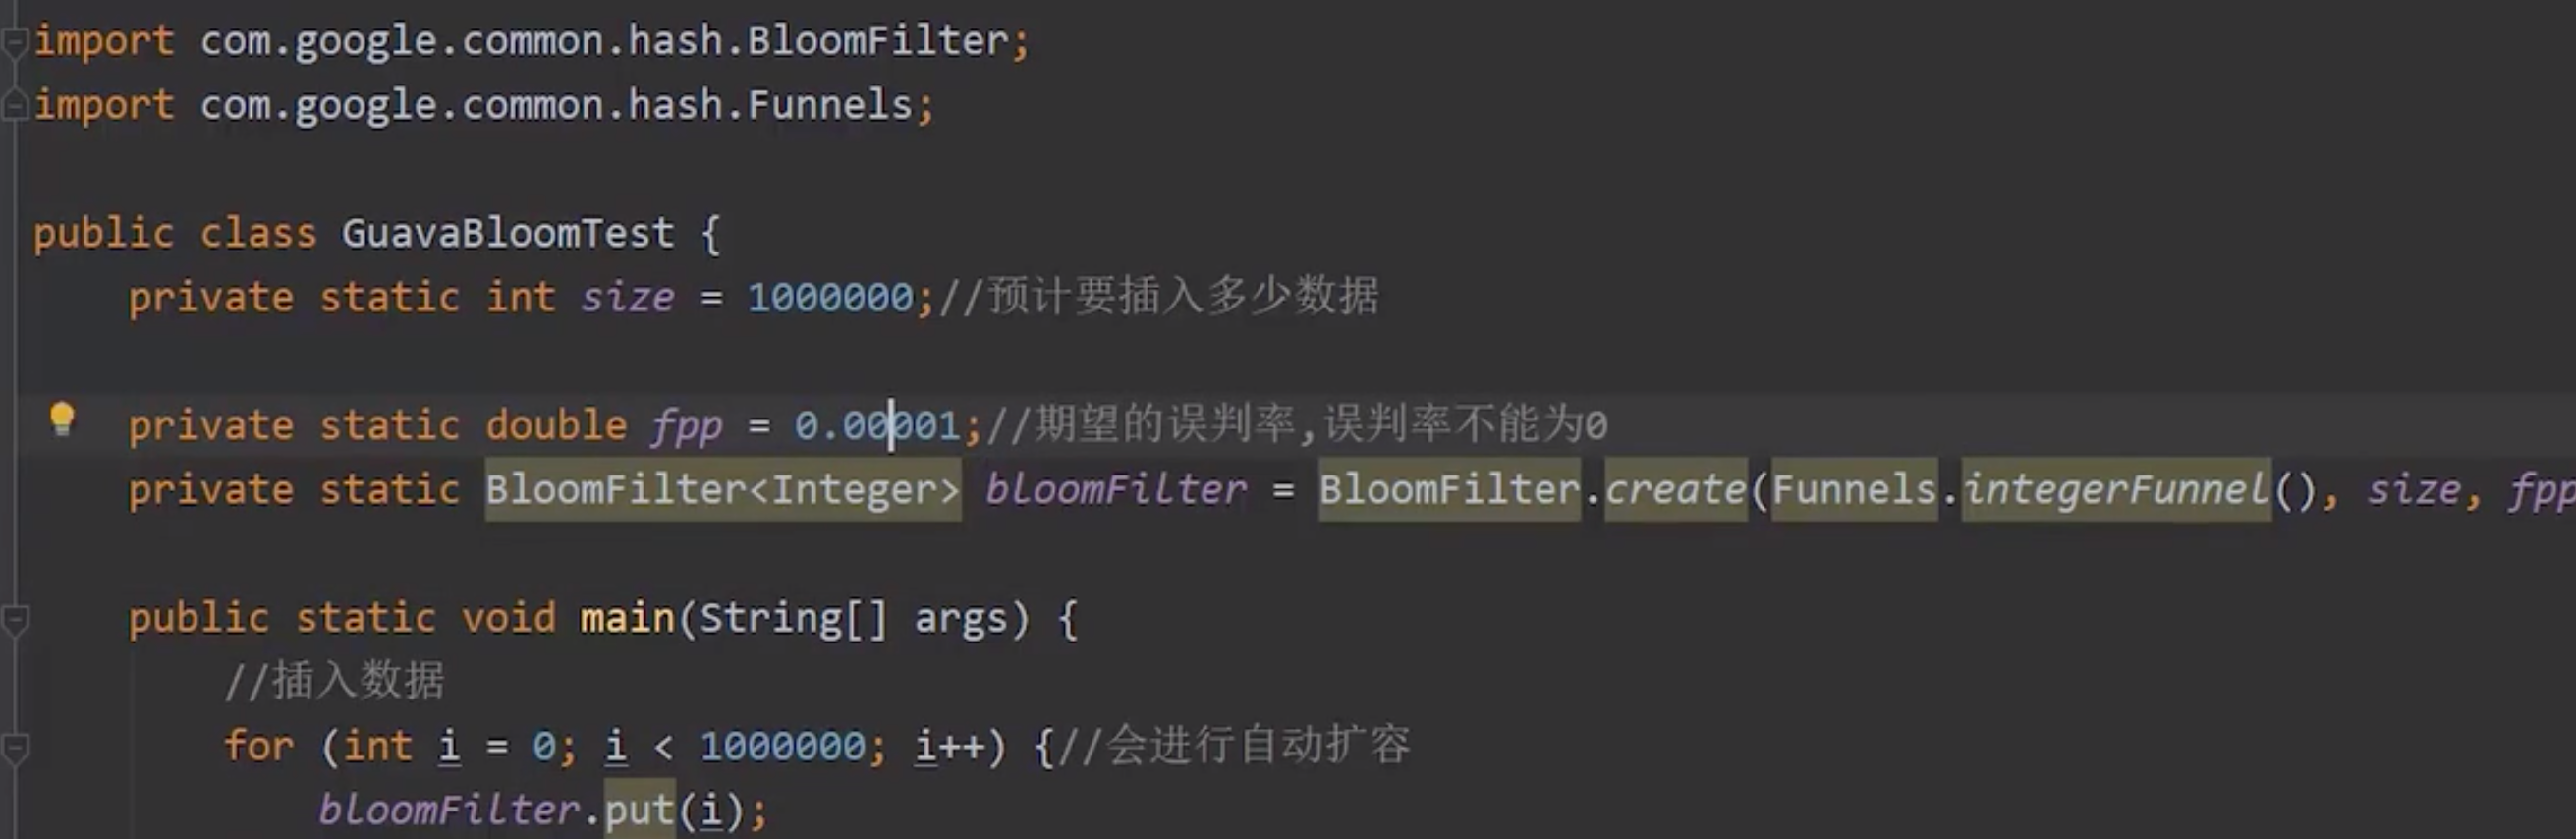 import com.google.common.hash.BloomFilter;
import com.google.common.hash.Funnels;
public class GuavaBloomTest {
private static int size = 1000000;//预计要插入多少数据
private static double fpp = 0.00001;//期望的误判率,误判率不能为0
private static BloomFilter<Integer> bloomFilter = BloomFilter.create(Funnels.integerFunnel(), size, fpp
public static void main(String[] args) {
//插入数据
for (int i = 0; i < 1000000; i++) {//会进行自动扩容
bloomFilter.put(i);